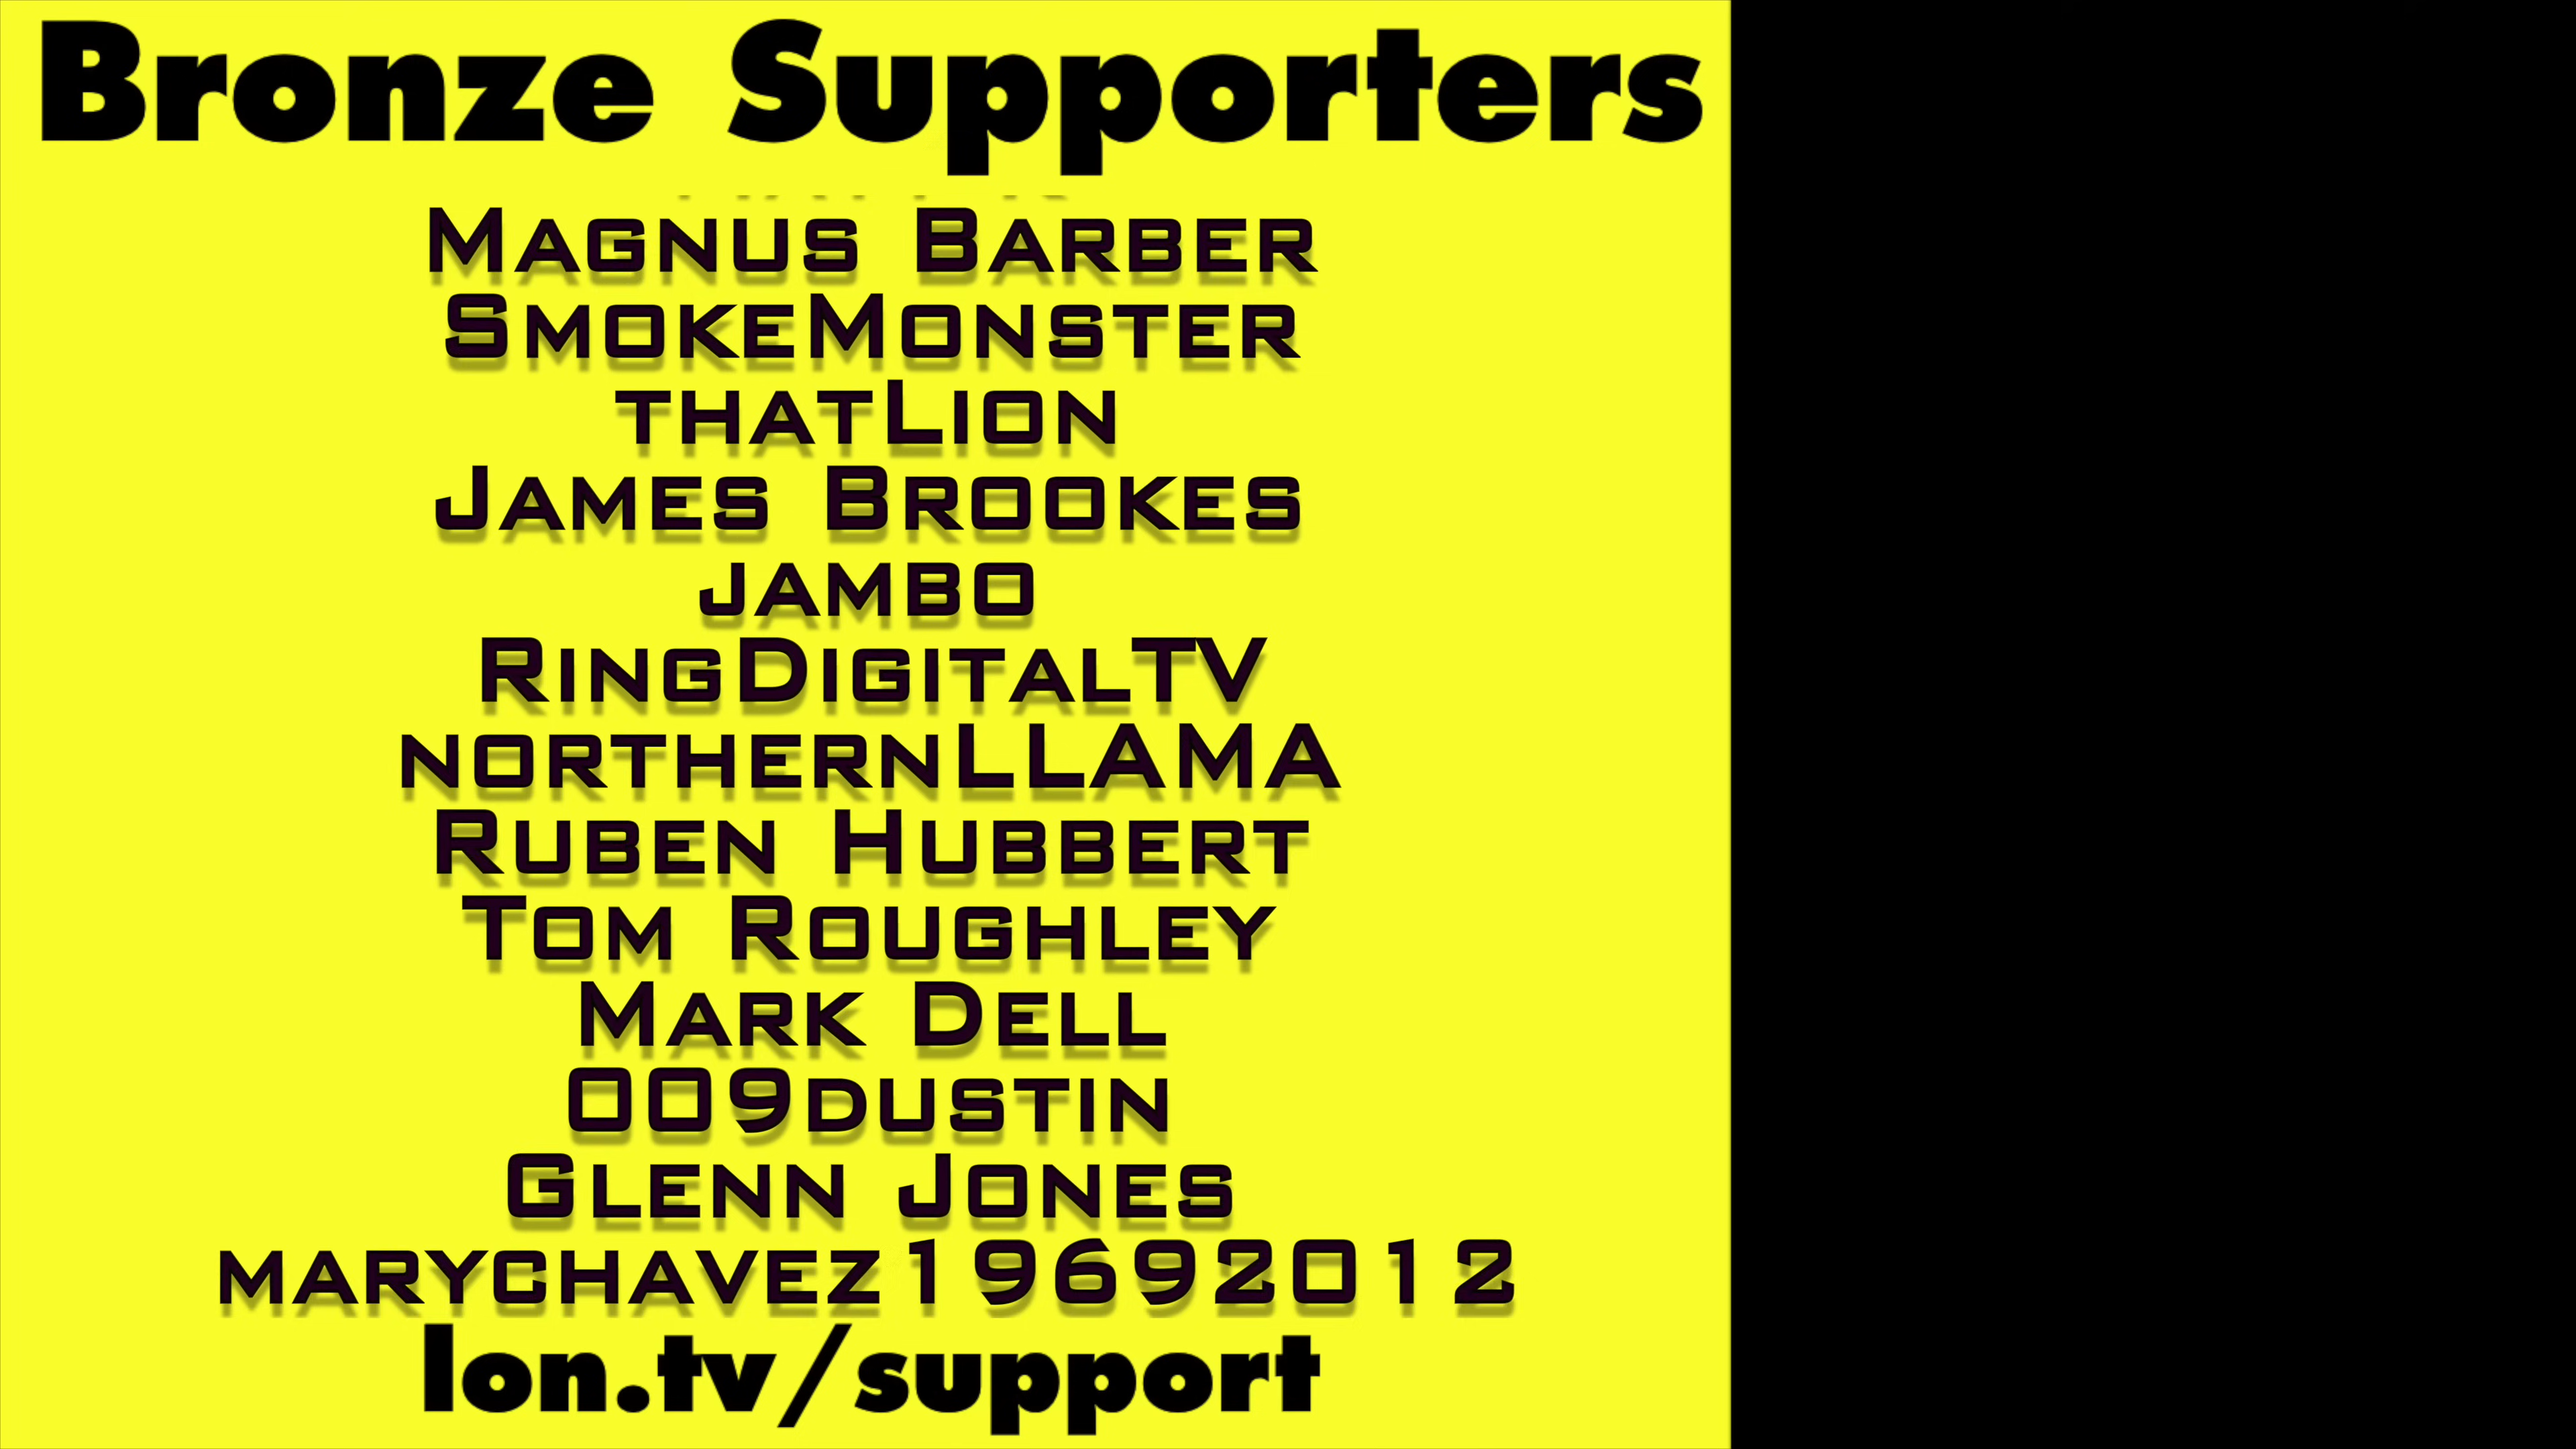 Bronze Supporters
Magnus Barber
SmokeMonster
thatLion
James Brookes
jambo
RingDigitalTV
northernLLAMA
Ruben Hubbert
Tom Roughley
Mark Dell
009dustin
Glenn Jones
marychavez19692012
lon.tv/support